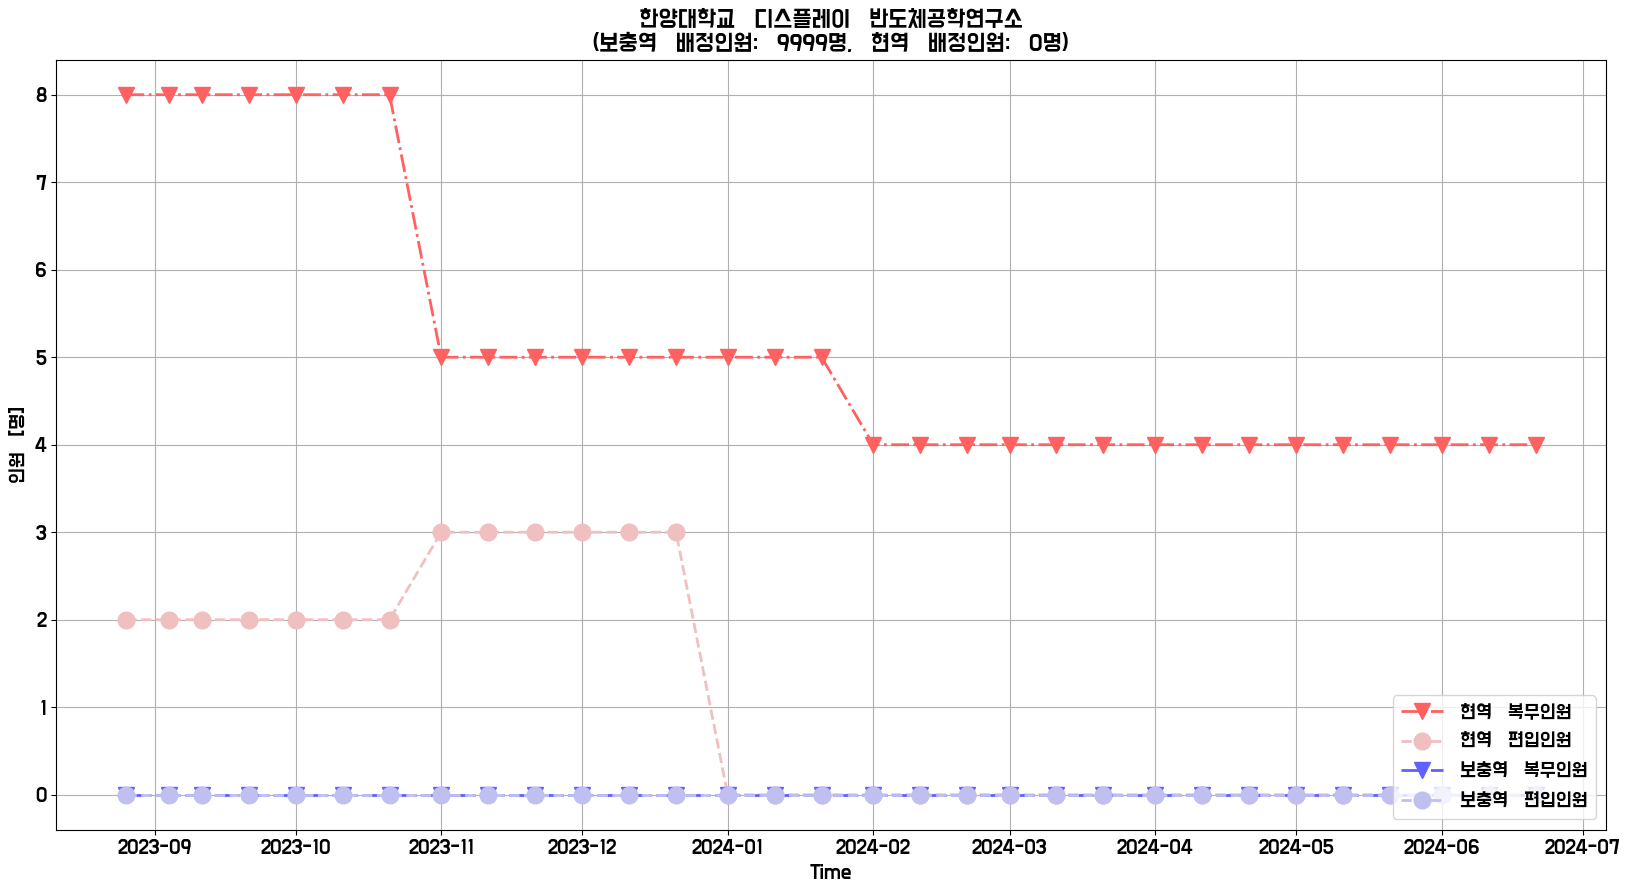 한양대학교 디스플레이 반도체공학연구소
(보충역 배정인원: 9999명, 현역 배정인원: 0명)
인원 [명]
8
7
6
5
4
3
2
1
0
현역 복무인원
현역 편입인원
보충역 복무인원
보충역 편입인원
2023-09 2023-10 2023-11 2023-12 2024-01 2024-02 2024-03 2024-04 2024-05 2024-06 2024-07
Time